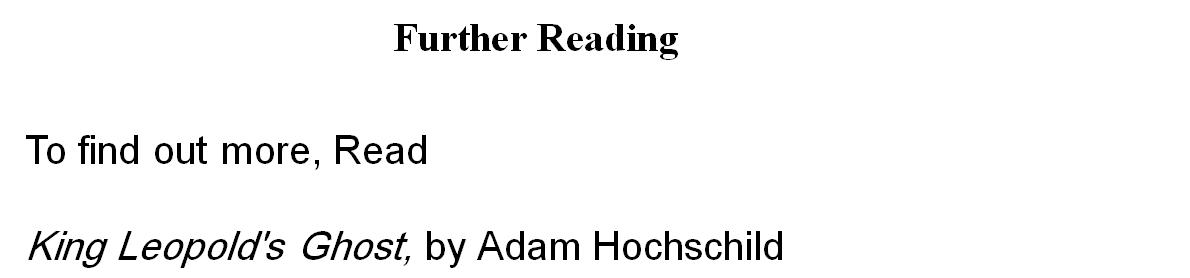 Further Reading
To find out more, Read
King Leopold's Ghost, by Adam Hochschild